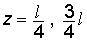 z = l/4 , 3/4 l